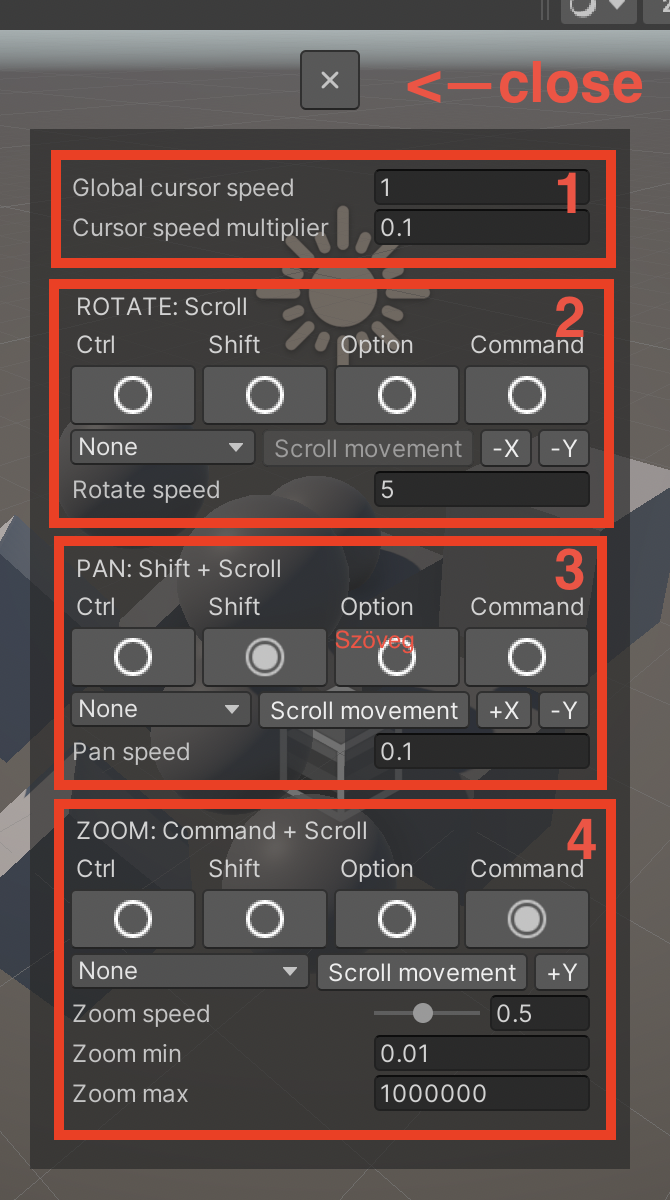 × <—close
1
Global cursor speed 1
Cursor speed multiplier 0.1
2
ROTATE: Scroll
Ctrl Shift Option Command
None Scroll movement -X -Y
Rotate speed 5
3
PAN: Shift + Scroll
Ctrl Shift Option Command
Szöveg
None Scroll movement +X -Y
Pan speed 0.1
4
ZOOM: Command + Scroll
Ctrl Shift Option Command
None Scroll movement +Y
Zoom speed 0.5
Zoom min 0.01
Zoom max 1000000